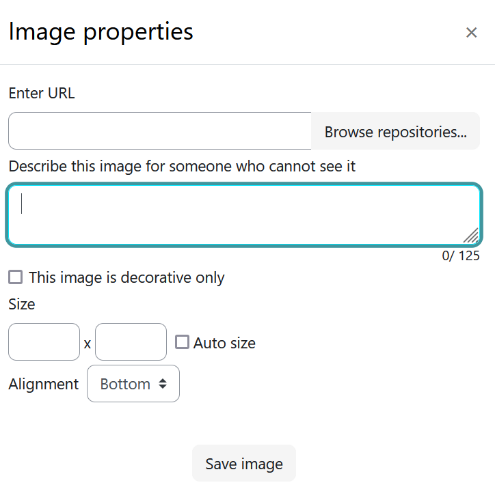 Image properties
×
Enter URL
Browse repositories...
Describe this image for someone who cannot see it
0/ 125
This image is decorative only
Size
x Auto size
Alignment Bottom
Save image